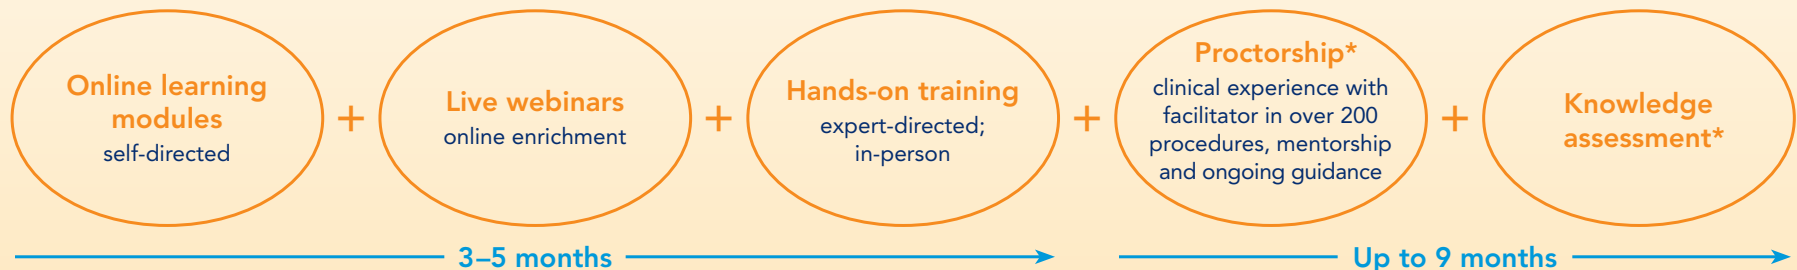 Online learning
modules
self-directed
+
Live webinars
online enrichment
+
Hands-on training
expert-directed;
in-person
+
Proctorship*
clinical experience with
facilitator in over 200
procedures, mentorship
and ongoing guidance
+
Knowledge
assessment*
3–5 months
Up to 9 months